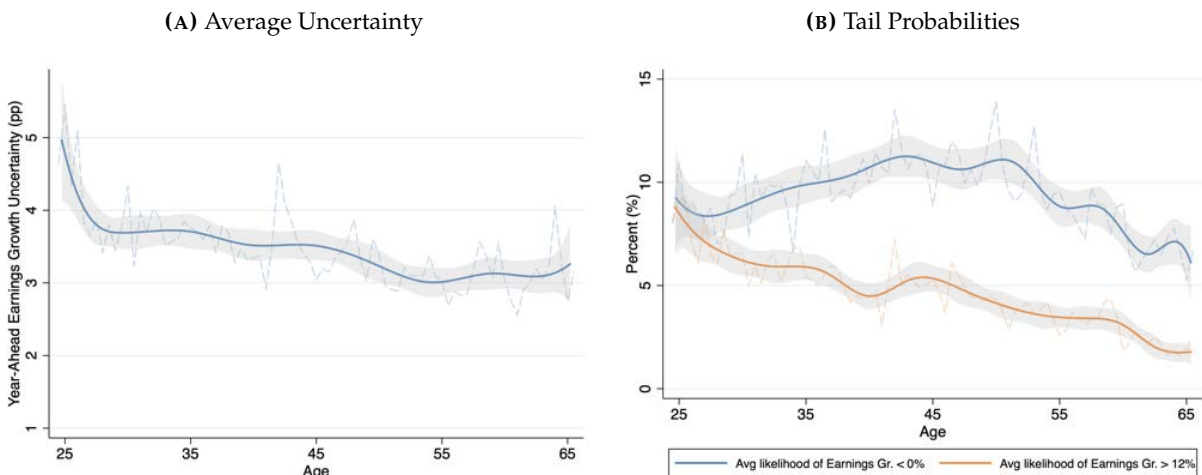 (A) Average Uncertainty
Year-Ahead Earnings Growth Uncertainty (pp)
5
4
3
2
1
25 35 45 55 65
Age
(B) Tail Probabilities
Percent (%)
15
10
5
0
25 35 45 55 65
Age
Avg likelihood of Earnings Gr. < 0% Avg likelihood of Earnings Gr. > 12%